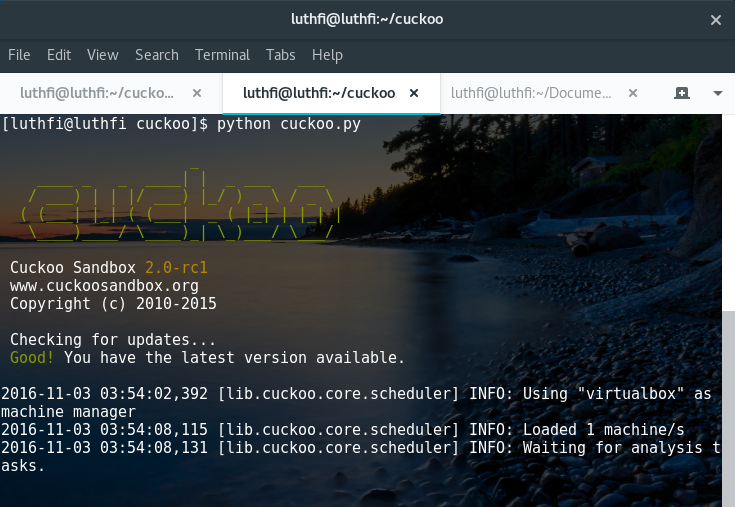 luthfi@luthfi:~/cuckoo
File Edit View Search Terminal Tabs Help
luthfi@luthfi:~/cucko... luthfi@luthfi:~/cuckoo luthfi@luthfi:~/Docume...
[luthfi@luthfi cuckoo]$ python cuckoo.py
cuckoo
Cuckoo Sandbox 2.0-rc1
www.cuckoosandbox.org
Copyright (c) 2010-2015
Checking for updates...
Good! You have the latest version available.
2016-11-03 03:54:02,392 [lib.cuckoo.core.scheduler] INFO: Using "virtualbox" as
machine manager
2016-11-03 03:54:08,115 [lib.cuckoo.core.scheduler] INFO: Loaded 1 machine/s
2016-11-03 03:54:08,131 [lib.cuckoo.core.scheduler] INFO: Waiting for analysis t
asks.